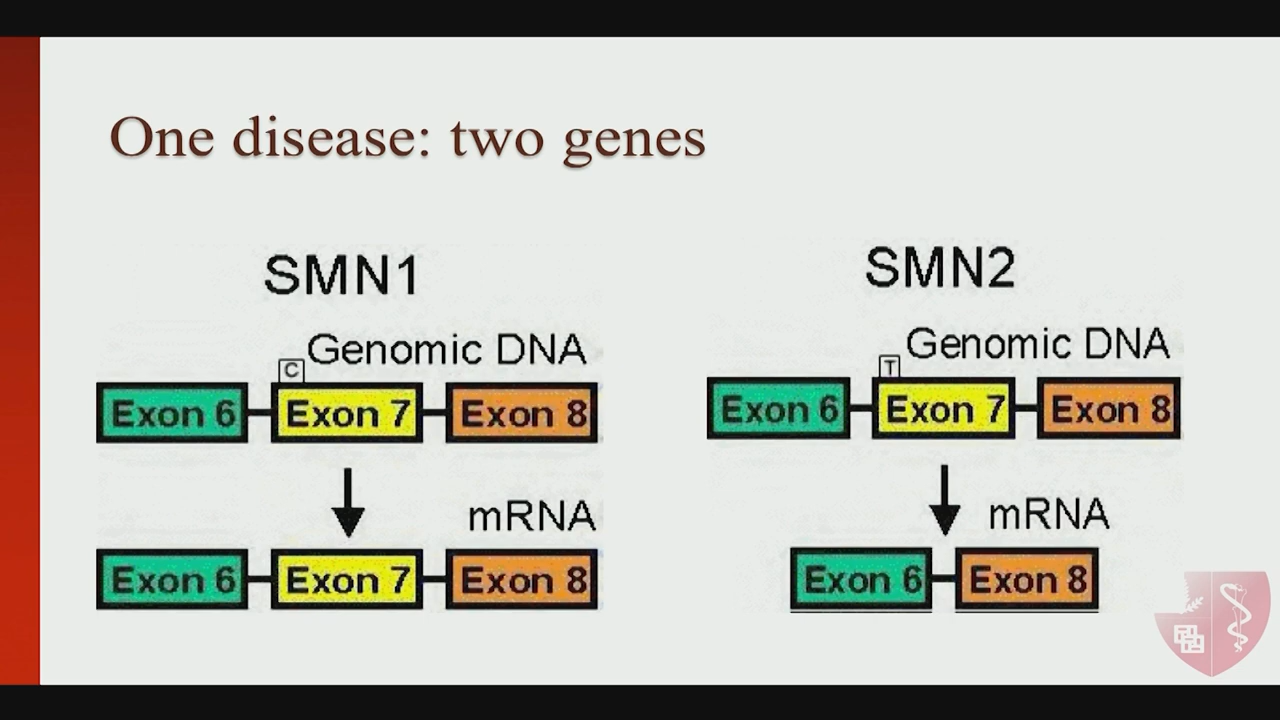 One disease: two genes
SMN1
Genomic DNA
C
Exon 6 Exon 7 Exon 8
mRNA
Exon 6 Exon 7 Exon 8
SMN2
Genomic DNA
T
Exon 6 Exon 7 Exon 8
mRNA
Exon 6 Exon 8